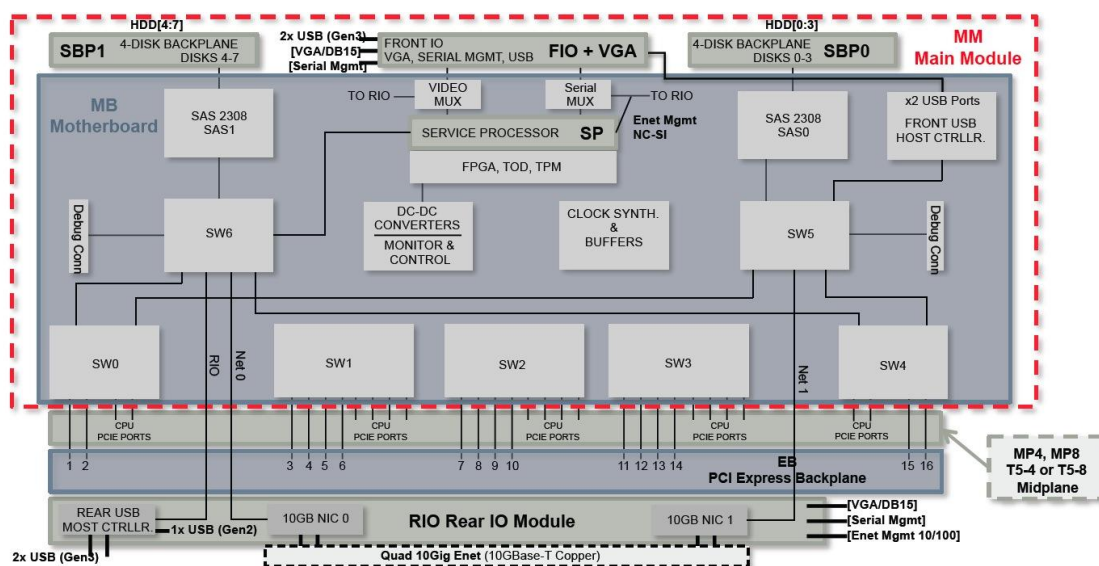 HDD[4:7]
HDD[0:3]
SBP1
4-DISK BACKPLANE
DISKS 4-7
2x USB (Gen3)
[VGA/DB15]
[Serial Mgmt]
FRONT IO
VGA, SERIAL MGMT, USB
FIO + VGA
4-DISK BACKPLANE
DISKS 0-3
SBP0
MM
Main Module
MB
Motherboard
SAS 2308
SAS1
TO RIO
VIDEO
MUX
Serial
MUX
TO RIO
Enet Mgmt
NC-SI
SERVICE PROCESSOR
SP
FPGA, TOD, TPM
SAS 2308
SAS0
x2 USB Ports
FRONT USB
HOST CTRLLR.
Debug Conn
SW6
DC-DC
CONVERTERS
MONITOR &
CONTROL
CLOCK SYNTH.
&
BUFFERS
SW5
Debug Conn
SW0
RIO
Net 0
SW1
SW2
SW3
Net 1
SW4
CPU
PCIE PORTS
CPU
PCIE PORTS
CPU
PCIE PORTS
CPU
PCIE PORTS
CPU
PCIE PORTS
1 2 3 4 5 6 7 8 9 10 11 12 13 14 15 16
EB
PCI Express Backplane
MP4, MP8
T5-4 or T5-8
Midplane
REAR USB
MOST CTRLLR.
1x USB (Gen2)
10GB NIC 0
RIO Rear IO Module
10GB NIC 1
[VGA/DB15]
[Serial Mgmt]
[Enet Mgmt 10/100]
2x USB (Gen3)
Quad 10Gig Enet (10GBase-T Copper)